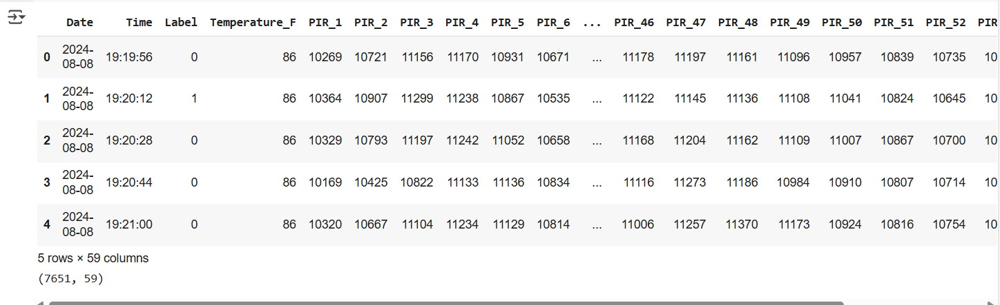 Date Time Label Temperature_F PIR_1 PIR_2 PIR_3 PIR_4 PIR_5 PIR_6 ... PIR_46 PIR_47 PIR_48 PIR_49 PIR_50 PIR_51 PIR_52 PIR
0 2024-08-08 19:19:56 0 86 10269 10721 11156 11170 10931 10671 ... 11178 11197 11161 11096 10957 10839 10735 10
1 2024-08-08 19:20:12 1 86 10364 10907 11299 11238 10867 10535 ... 11122 11145 11136 11108 11041 10824 10645 10
2 2024-08-08 19:20:28 0 86 10329 10793 11197 11242 11052 10658 ... 11168 11204 11162 11109 11007 10867 10700 10
3 2024-08-08 19:20:44 0 86 10169 10425 10822 11133 11136 10834 ... 11116 11273 11186 10984 10910 10807 10714 10
4 2024-08-08 19:21:00 0 86 10320 10667 11104 11234 11129 10814 ... 11006 11257 11370 11173 10924 10816 10754 10
5 rows × 59 columns
(7651, 59)